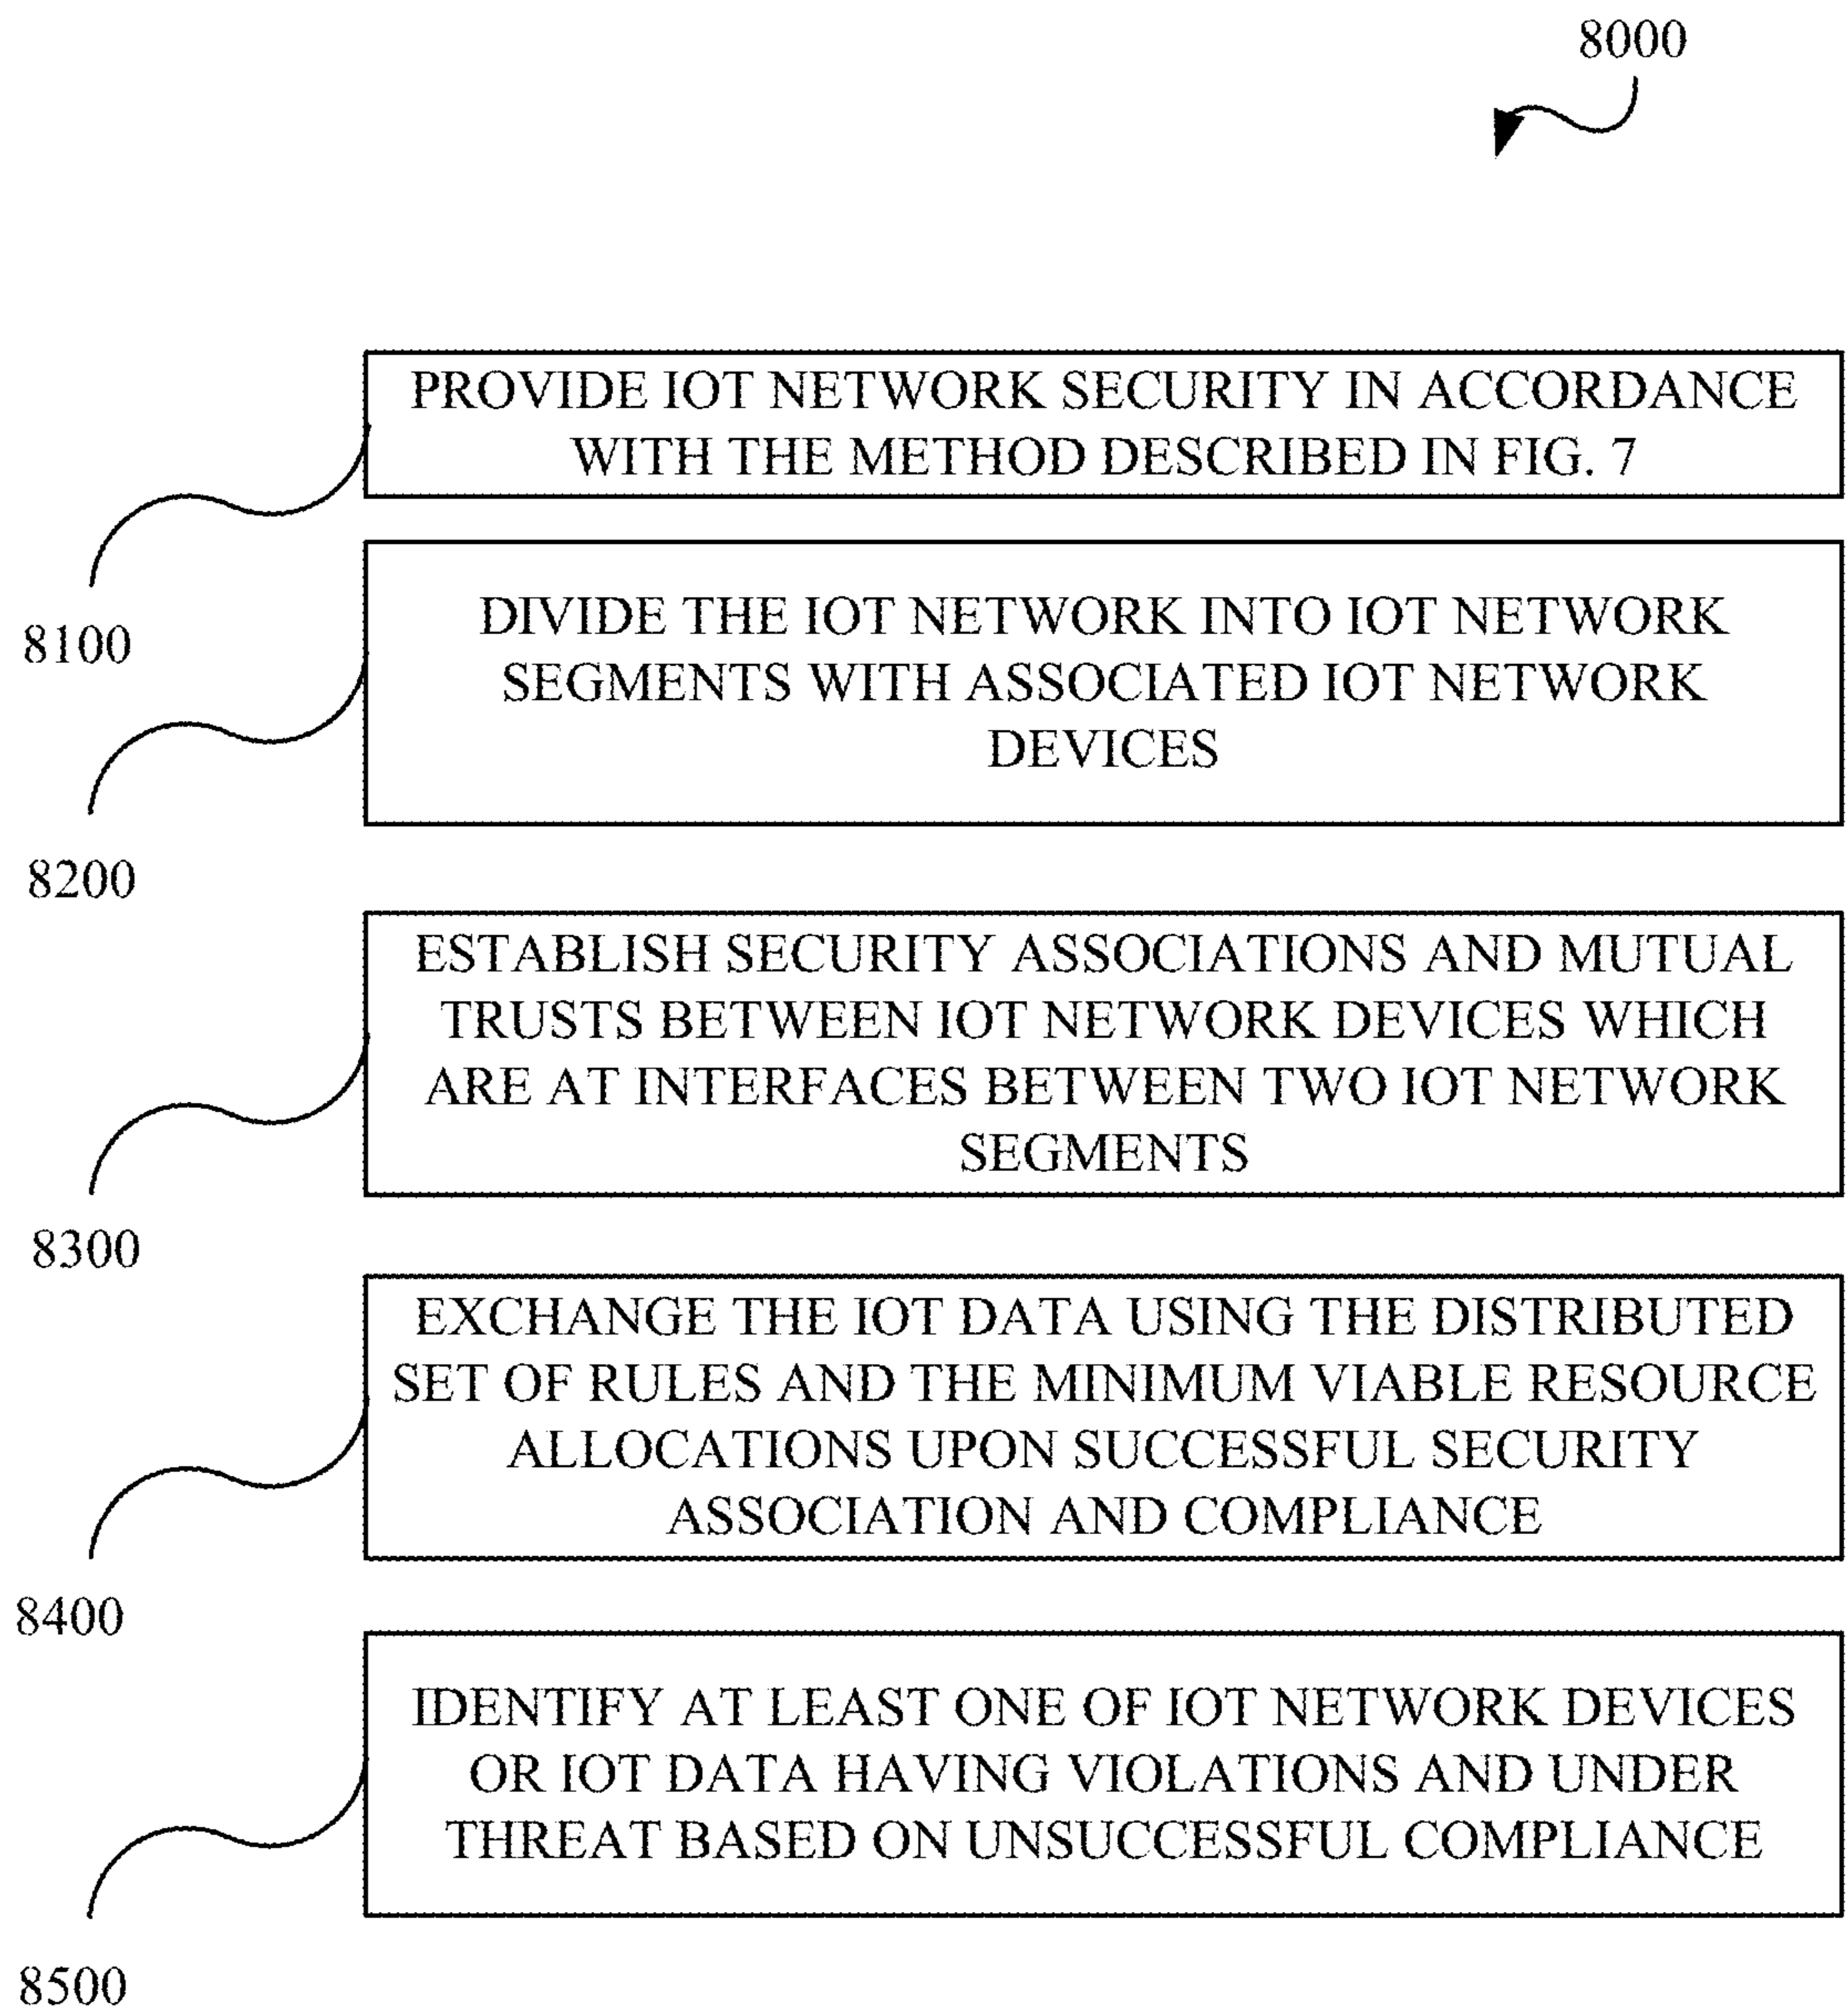 8000
PROVIDE IOT NETWORK SECURITY IN ACCORDANCE
WITH THE METHOD DESCRIBED IN FIG. 7
8100
DIVIDE THE IOT NETWORK INTO IOT NETWORK
SEGMENTS WITH ASSOCIATED IOT NETWORK
DEVICES
8200
ESTABLISH SECURITY ASSOCIATIONS AND MUTUAL
TRUSTS BETWEEN IOT NETWORK DEVICES WHICH
ARE AT INTERFACES BETWEEN TWO IOT NETWORK
SEGMENTS
8300
EXCHANGE THE IOT DATA USING THE DISTRIBUTED
SET OF RULES AND THE MINIMUM VIABLE RESOURCE
ALLOCATIONS UPON SUCCESSFUL SECURITY
ASSOCIATION AND COMPLIANCE
8400
IDENTIFY AT LEAST ONE OF IOT NETWORK DEVICES
OR IOT DATA HAVING VIOLATIONS AND UNDER
THREAT BASED ON UNSUCCESSFUL COMPLIANCE
8500